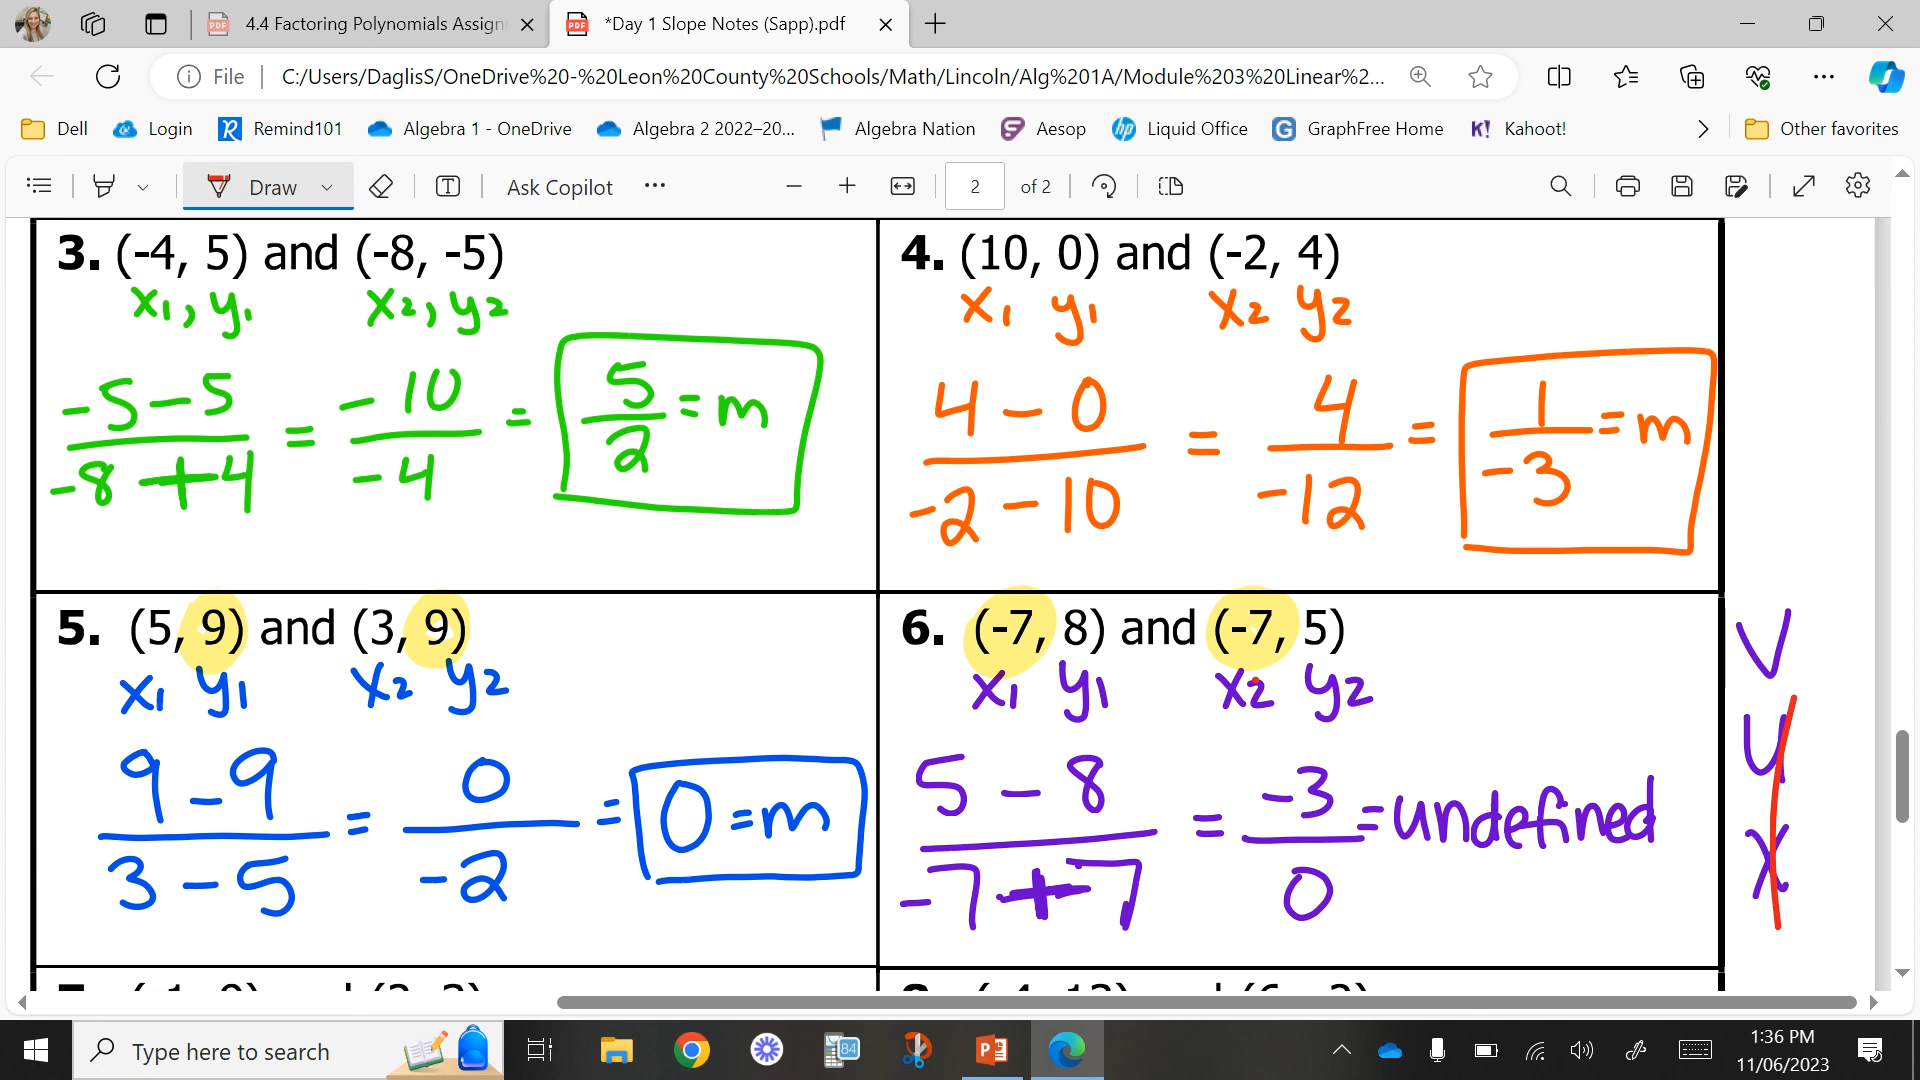 4.4 Factoring Polynomials Assign
*Day 1 Slope Notes (Sapp).pdf
File
C:/Users/DaglisS/OneDrive%20-%20Leon%20County%20Schools/Math/Lincoln/Alg%201A/Module%203%20Linear%2...
Dell
Login
Remind101
Algebra 1 - OneDrive
Algebra 2 2022–20...
Algebra Nation
Aesop
Liquid Office
GraphFree Home
Kahoot!
Other favorites
Draw
Ask Copilot
2 of 2
3. (-4, 5) and (-8, -5)
x1, y1 x2, y2
-5-5/-8+4 = -10/-4 = 5/2 = m
4. (10, 0) and (-2, 4)
x1 y1 x2 y2
4-0/-2-10 = 4/-12 = 1/-3 = m
5. (5, 9) and (3, 9)
x1 y1 x2 y2
9-9/3-5 = 0/-2 = 0=m
6. (-7, 8) and (-7, 5)
x1 y1 x2 y2
5-8/-7+7 = -3/0 = undefined
V
U
X
Type here to search
84
1:36 PM
11/06/2023